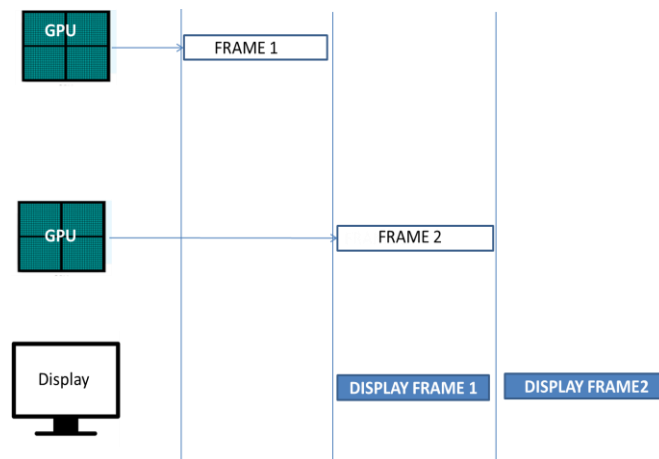 GPU
FRAME 1
GPU
FRAME 2
Display
DISPLAY FRAME 1
DISPLAY FRAME2